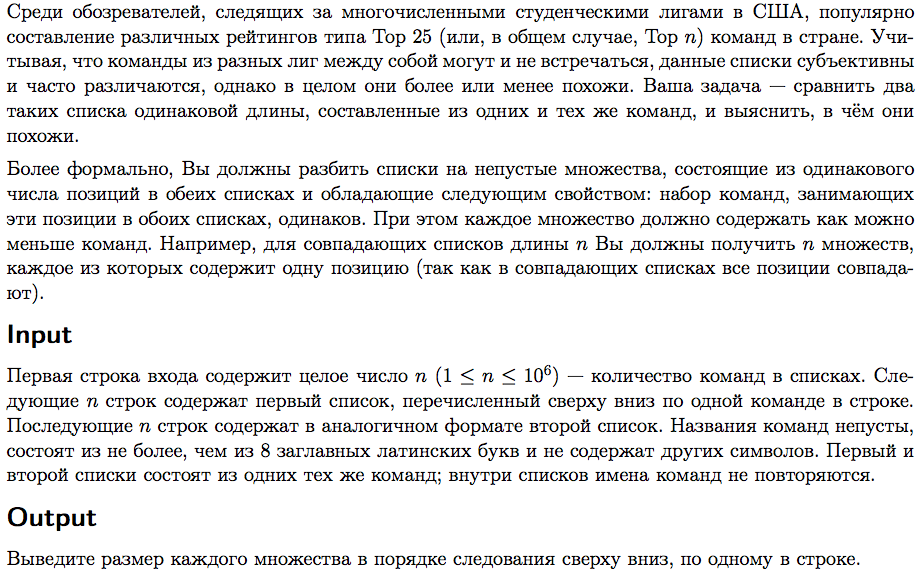 Среди обозревателей, следящих за многочисленными студенческими лигами в США, популярно
составление различных рейтингов типа Top 25 (или, в общем случае, Top n) команд в стране. Учи-
тывая, что команды из разных лиг между собой могут и не встречаться, данные списки субъективны
и часто различаются, однако в целом они более или менее похожи. Ваша задача — сравнить два
таких списка одинаковой длины, составленные из одних и тех же команд, и выяснить, в чём они
похожи.
Более формально, Вы должны разбить списки на непустые множества, состоящие из одинакового
числа позиций в обеих списках и обладающие следующим свойством: набор команд, занимающих
эти позиции в обоих списках, одинаков. При этом каждое множество должно содержать как можно
меньше команд. Например, для совпадающих списков длины n Вы должны получить n множеств,
каждое из которых содержит одну позицию (так как в совпадающих списках все позиции совпада-
ют).
Input
Первая строка входа содержит целое число n (1 ≤ n ≤ 10⁶) — количество команд в списках. Сле-
дующие n строк содержат первый список, перечисленный сверху вниз по одной команде в строке.
Последующие n строк содержат в аналогичном формате второй список. Названия команд непусты,
состоят из не более, чем из 8 заглавных латинских букв и не содержат других символов. Первый и
второй списки состоят из одних тех же команд; внутри списков имена команд не повторяются.
Output
Выведите размер каждого множества в порядке следования сверху вниз, по одному в строке.